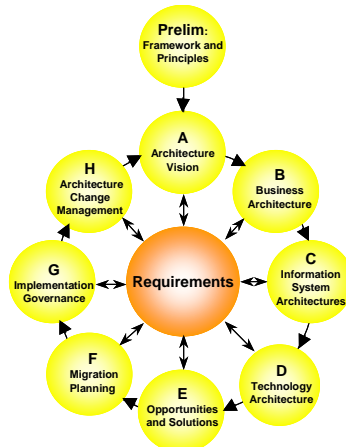 Prelim:
Framework and
Principles
A
Architecture
Vision
B
Business
Architecture
C
Information
System
Architectures
D
Technology
Architecture
E
Opportunities
and Solutions
F
Migration
Planning
G
Implementation
Governance
H
Architecture
Change
Management
Requirements